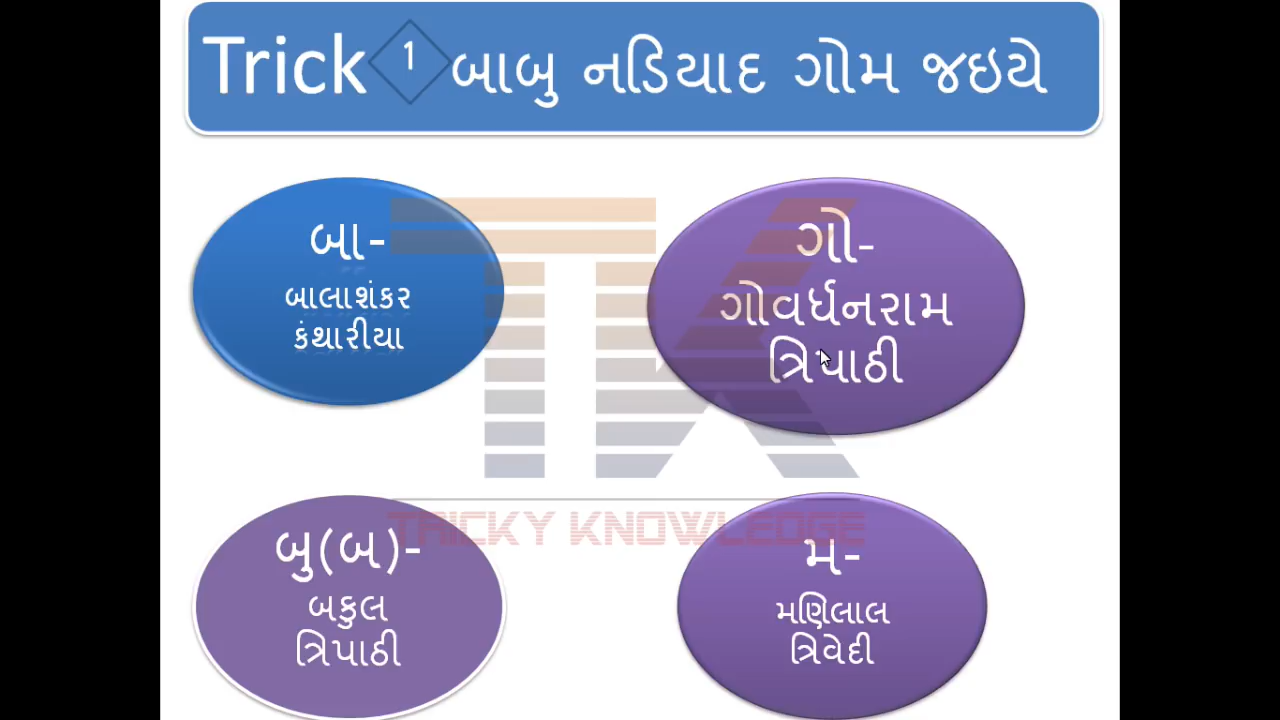 Trick 1 બાબુ નડિયાદ ગોમ જઇયે
બા-
બાલાશંકર
કંથારીયા
ગો-
ગોવર્ધનરામ
ત્રિપાઠી
TRICKY KNOWLEDGE
બુ(બ)-
બકુલ
ત્રિપાઠી
મ-
મણિલાલ
ત્રિવેદી